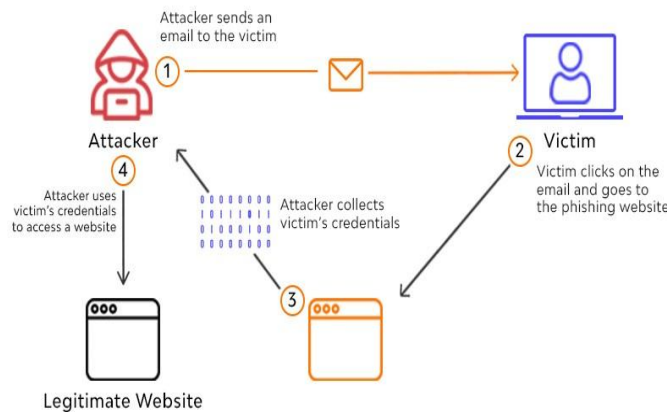 Attacker sends an
email to the victim
1
Attacker
Victim
4
2
Attacker uses
victim's credentials
to access a website
Victim clicks on the
email and goes to
the phishing website
Attacker collects
victim's credentials
3
Legitimate Website